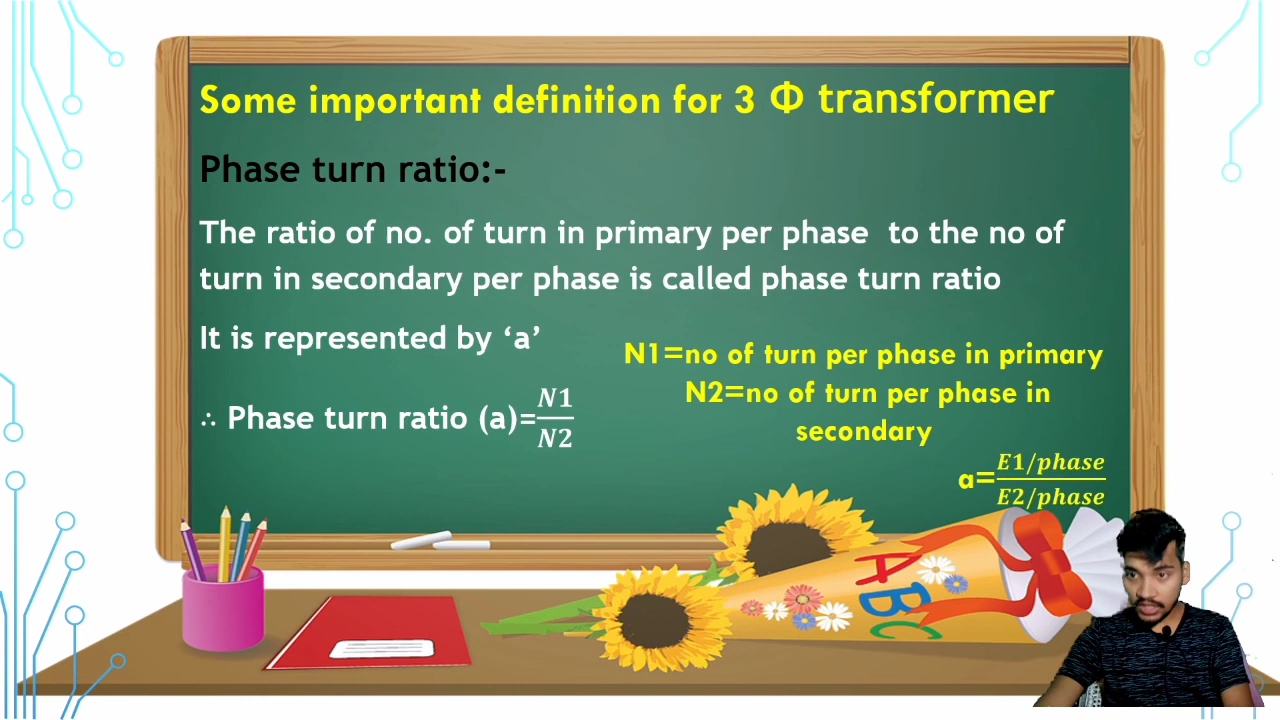 Some important definition for 3 Φ transformer
Phase turn ratio:-
The ratio of no. of turn in primary per phase to the no of
turn in secondary per phase is called phase turn ratio
It is represented by ‘a’
N1=no of turn per phase in primary
N2=no of turn per phase in
secondary
∴ Phase turn ratio (a)=N1/N2
a=E1/phase/E2/phase
ABC